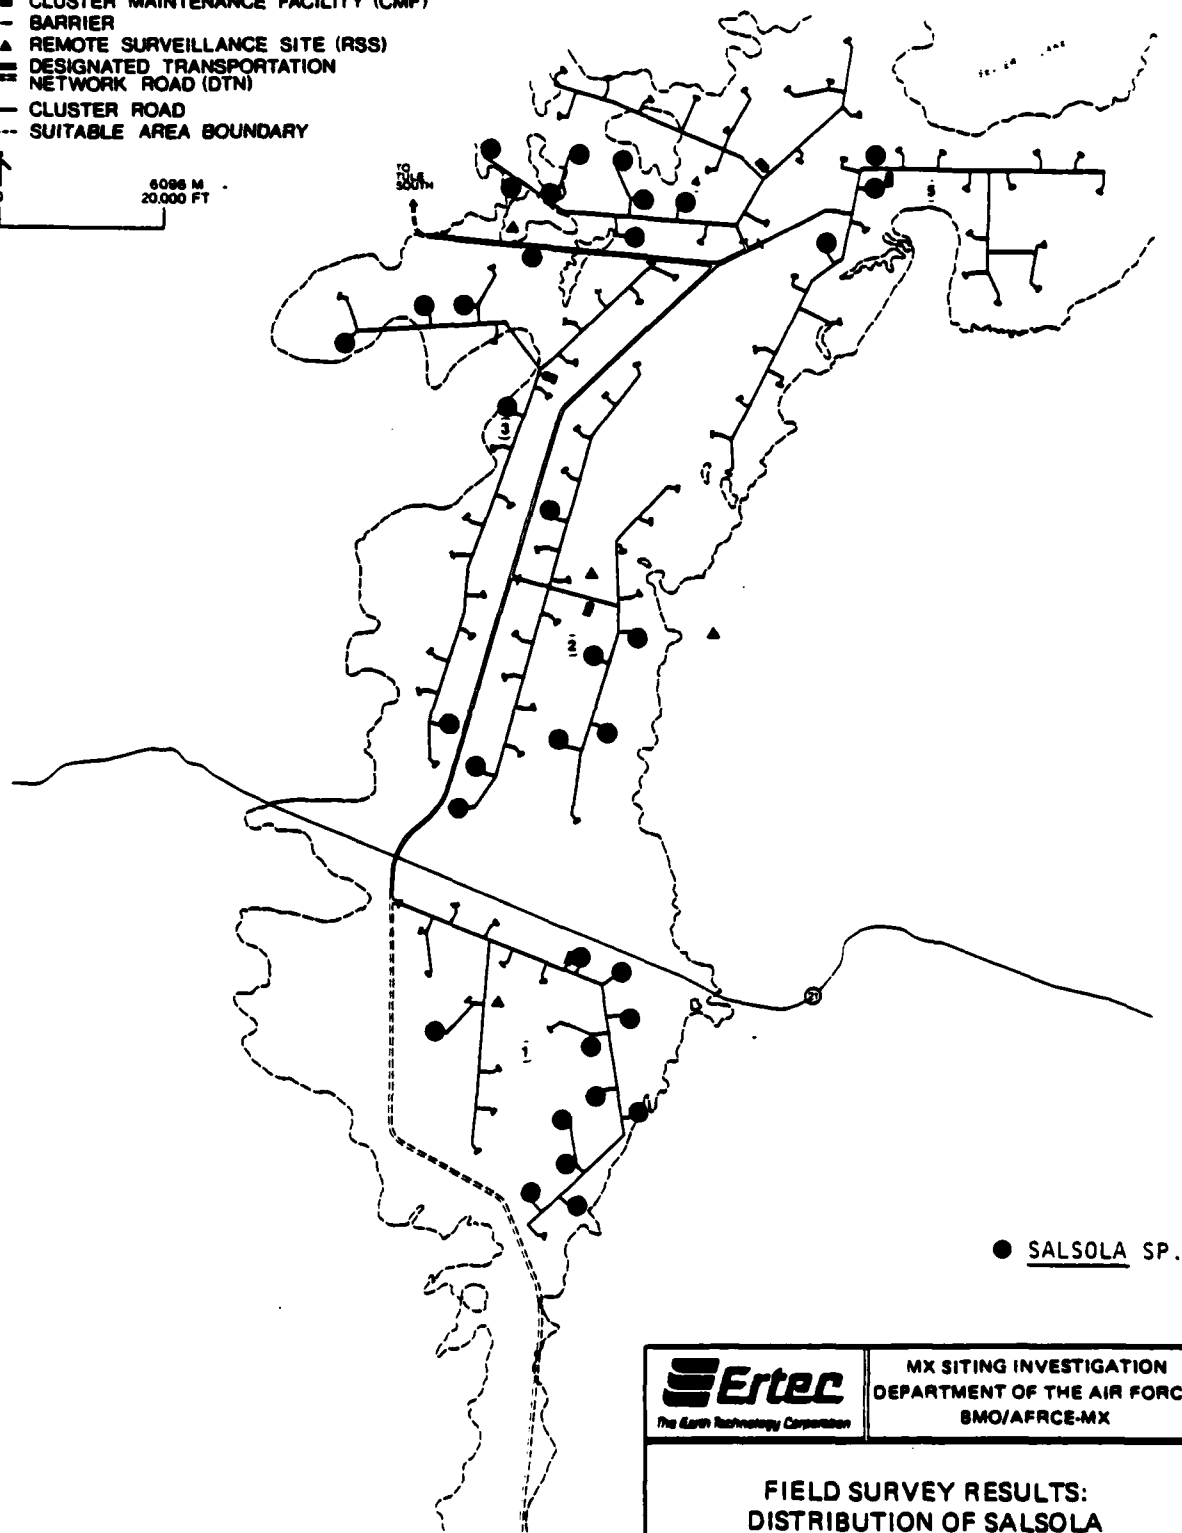 CLUSTER MAINTENANCE FACILITY (CMF)
BARRIER
REMOTE SURVEILLANCE SITE (RSS)
DESIGNATED TRANSPORTATION
NETWORK ROAD (DTN)
CLUSTER ROAD
SUITABLE AREA BOUNDARY
6096 M
20,000 FT
TO
TULE
SOUTH
5
(3)
2
21
1
SALSOLA SP.
Ertec
The Earth Technology Corporation
MX SITING INVESTIGATION
DEPARTMENT OF THE AIR FORC
BMO/AFRCE-MX
FIELD SURVEY RESULTS:
DISTRIBUTION OF SALSOLA